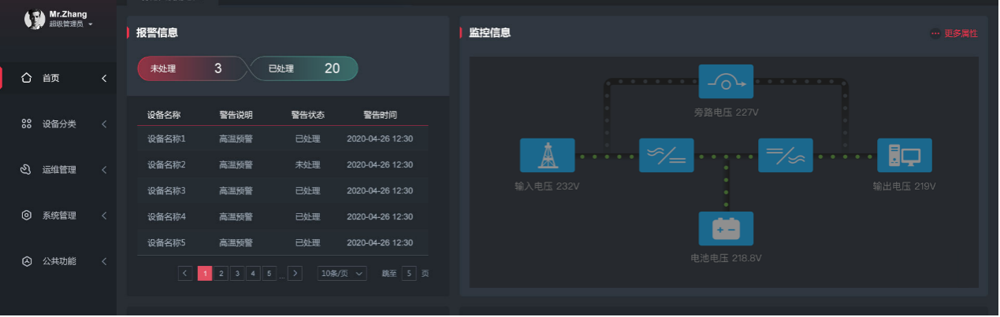 Mr.Zhang
超级管理员
首页
设备分类
运维管理
系统管理
公共功能
报警信息
未处理 3 已处理 20
设备名称 警告说明 警告状态 警告时间
设备名称1 高温预警 已处理 2020-04-26 12:30
设备名称2 高温预警 未处理 2020-04-26 12:30
设备名称3 高温预警 已处理 2020-04-26 12:30
设备名称4 高温预警 已处理 2020-04-26 12:30
设备名称5 高温预警 已处理 2020-04-26 12:30
1 2 3 4 5 ... 10条/页 跳至 5 页
监控信息
更多属性
旁路电压 227V
输入电压 232V
输出电压 219V
电池电压 218.8V